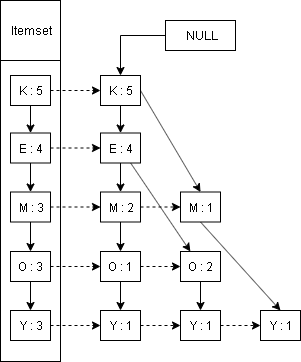 Itemset
NULL
K : 5
K : 5
E : 4
E : 4
M : 3
M : 2
M : 1
O : 3
O : 1
O : 2
Y : 3
Y : 1
Y : 1
Y : 1